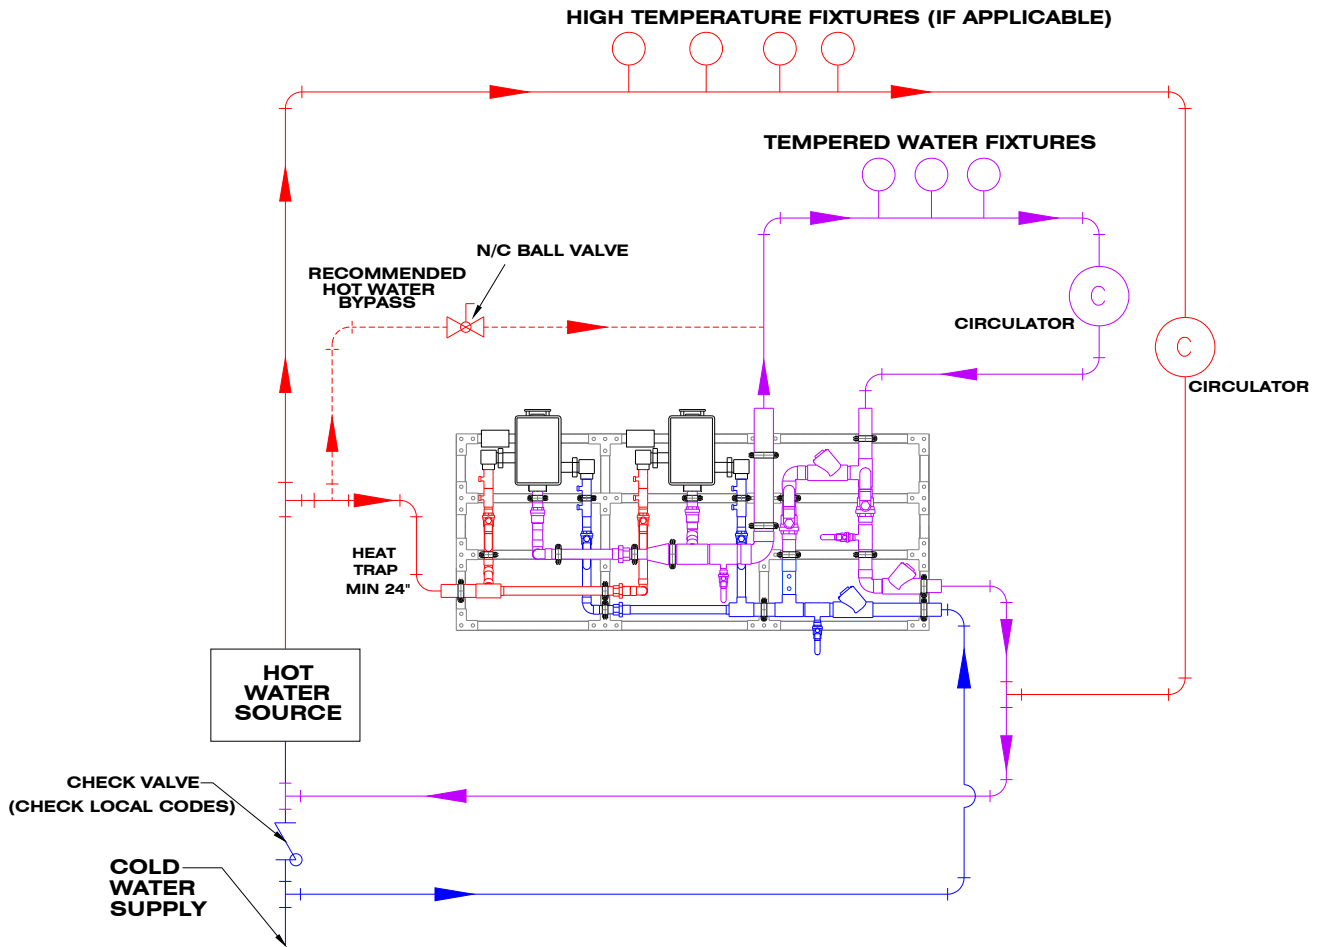 HIGH TEMPERATURE FIXTURES (IF APPLICABLE)
TEMPERED WATER FIXTURES
N/C BALL VALVE
RECOMMENDED
HOT WATER
BYPASS
C
CIRCULATOR
C
CIRCULATOR
HEAT
TRAP
MIN 24"
HOT
WATER
SOURCE
CHECK VALVE
(CHECK LOCAL CODES)
COLD
WATER
SUPPLY